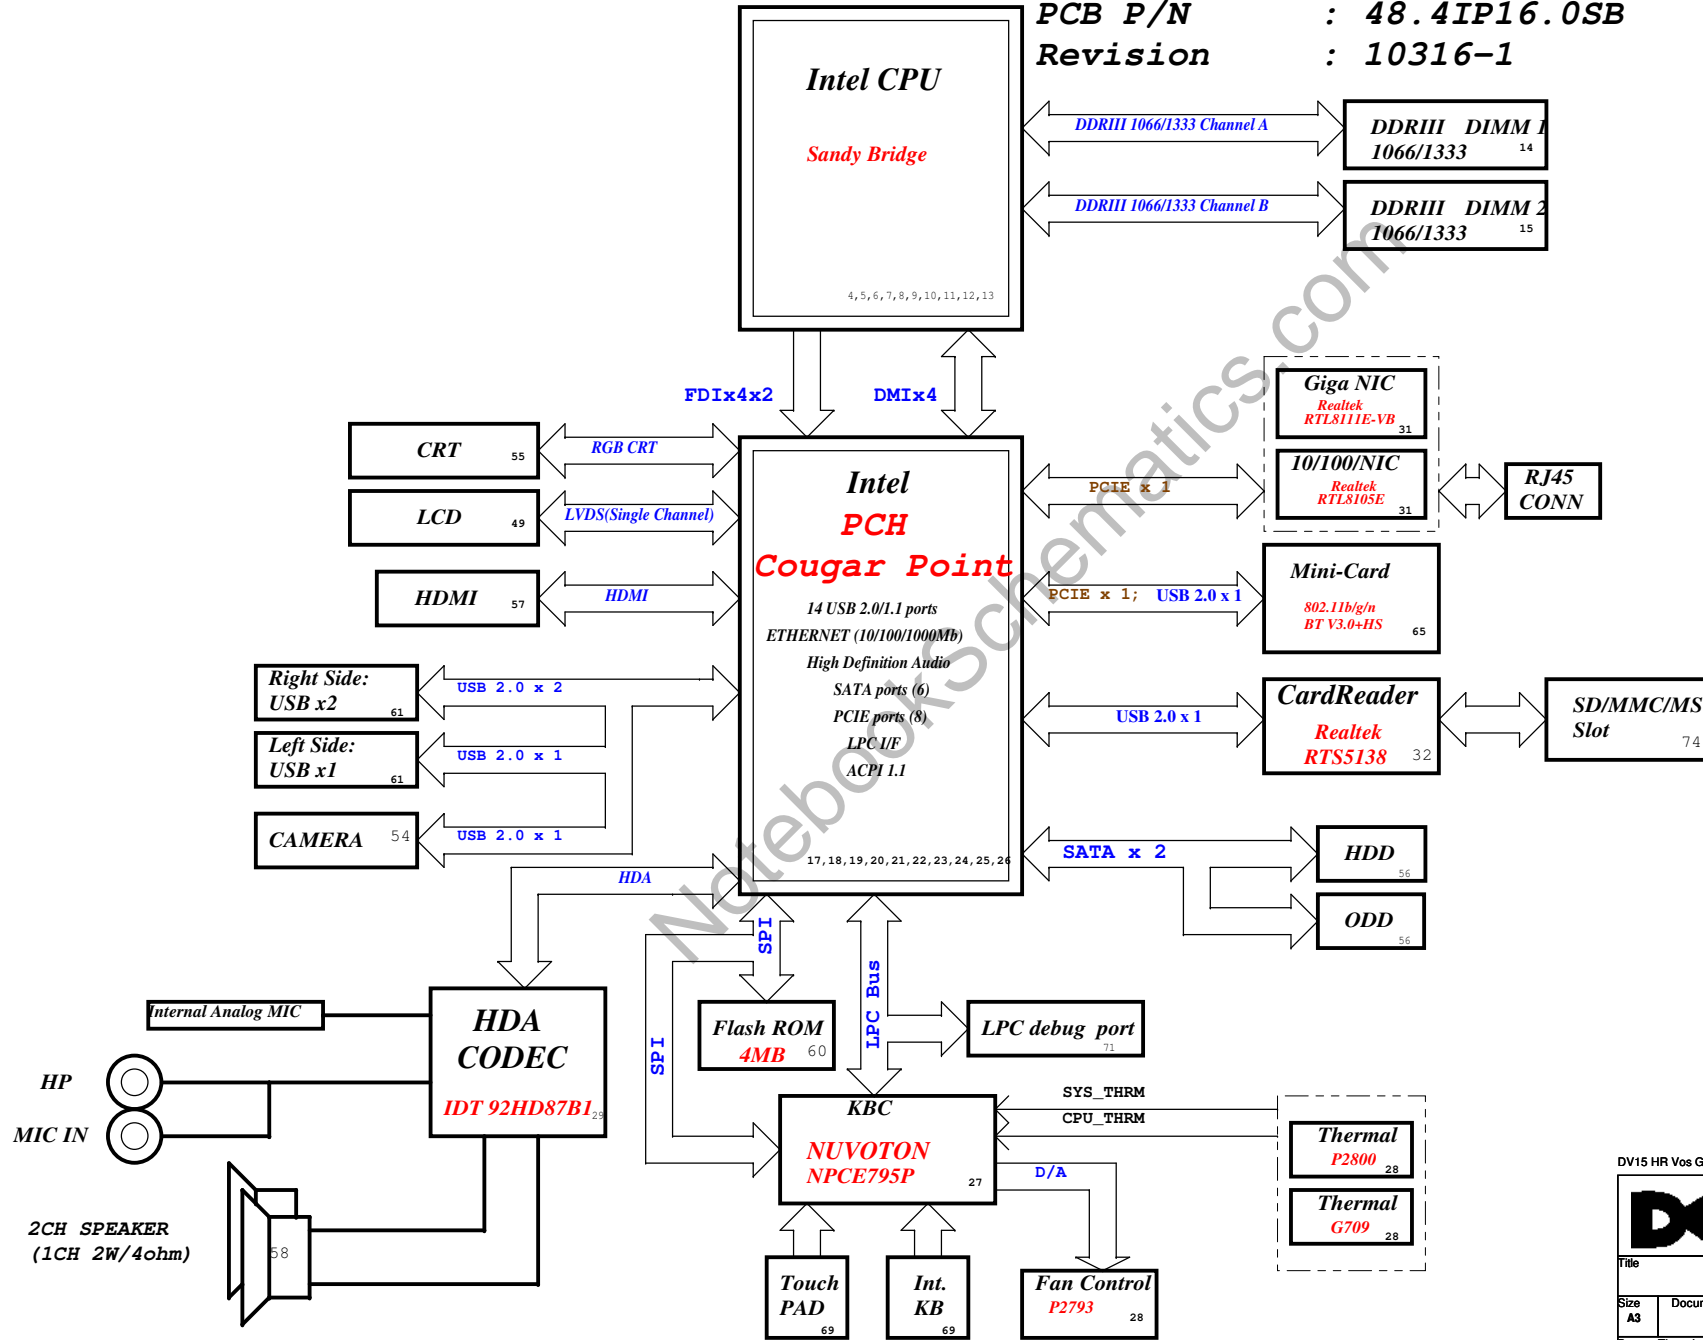 PCB P/N : 48.4IP16.0SB
Revision : 10316-1
Intel CPU
Sandy Bridge
4,5,6,7,8,9,10,11,12,13
DDRIII 1066/1333 Channel A
DDRIII DIMM 1
1066/1333 14
DDRIII 1066/1333 Channel B
DDRIII DIMM 2
1066/1333 15
FDIx4x2
DMIx4
CRT 55
RGB CRT
LCD 49
LVDS(Single Channel)
HDMI 57
HDMI
Right Side:
USB x2
61
USB 2.0 x 2
Left Side:
USB x1
61
USB 2.0 x 1
CAMERA 54
USB 2.0 x 1
HDA
Intel
PCH
Cougar Point
14 USB 2.0/1.1 ports
ETHERNET (10/100/1000Mb)
High Definition Audio
SATA ports (6)
PCIE ports (8)
LPC I/F
ACPI 1.1
17,18,19,20,21,22,23,24,25,26
PCIE x 1
Giga NIC
Realtek
RTL8111E-VB 31
10/100/NIC
Realtek
RTL8105E 31
RJ45
CONN
PCIE x 1; USB 2.0 x 1
Mini-Card
802.11b/g/n
BT V3.0+HS 65
USB 2.0 x 1
CardReader
Realtek
RTS5138 32
SD/MMC/MS
Slot 74
SATA x 2
HDD
56
ODD
56
SPI
SPI
LPC Bus
Flash ROM
4MB 60
LPC debug port
71
Internal Analog MIC
HDA
CODEC
IDT 92HD87B1 29
HP
MIC IN
2CH SPEAKER
(1CH 2W/4ohm)
58
KBC
NUVOTON
NPCE795P 27
SYS_THRM
CPU_THRM
D/A
Thermal
P2800 28
Thermal
G709 28
Touch
PAD
69
Int.
KB
69
Fan Control
P2793 28
NotebookSchematics.com
DV15 HR Vos G
Title
Size
A3